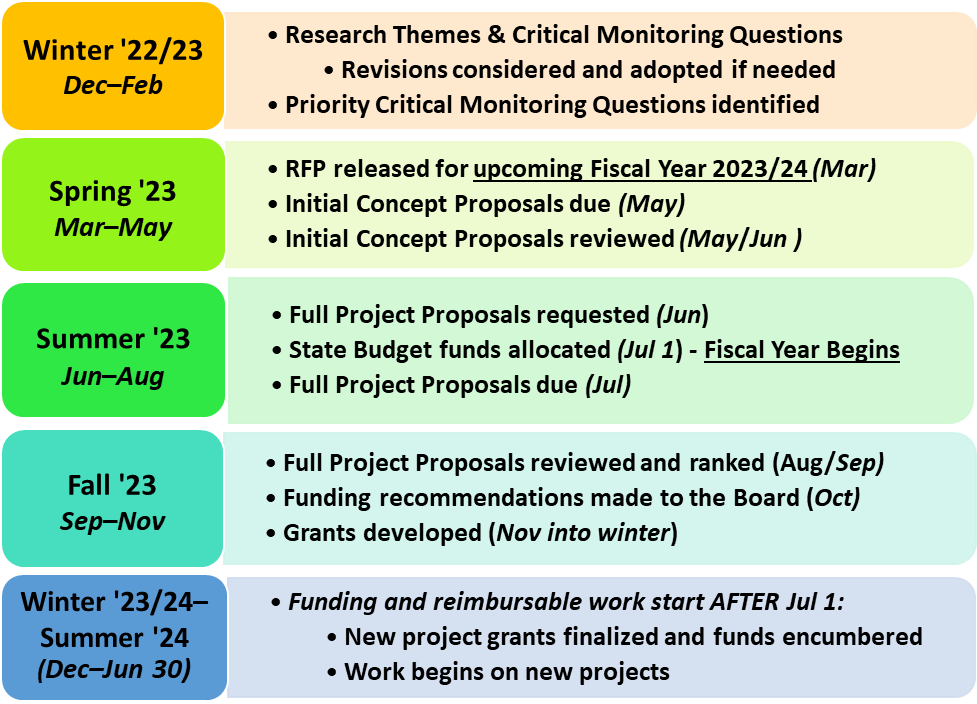 Winter '22/23
Dec–Feb
• Research Themes & Critical Monitoring Questions
• Revisions considered and adopted if needed
• Priority Critical Monitoring Questions identified
Spring '23
Mar–May
• RFP released for upcoming Fiscal Year 2023/24 (Mar)
• Initial Concept Proposals due (May)
• Initial Concept Proposals reviewed (May/Jun )
Summer '23
Jun–Aug
• Full Project Proposals requested (Jun)
• State Budget funds allocated (Jul 1) - Fiscal Year Begins
• Full Project Proposals due (Jul)
Fall '23
Sep–Nov
• Full Project Proposals reviewed and ranked (Aug/Sep)
• Funding recommendations made to the Board (Oct)
• Grants developed (Nov into winter)
Winter '23/24–
Summer '24
(Dec–Jun 30)
• Funding and reimbursable work start AFTER Jul 1:
• New project grants finalized and funds encumbered
• Work begins on new projects